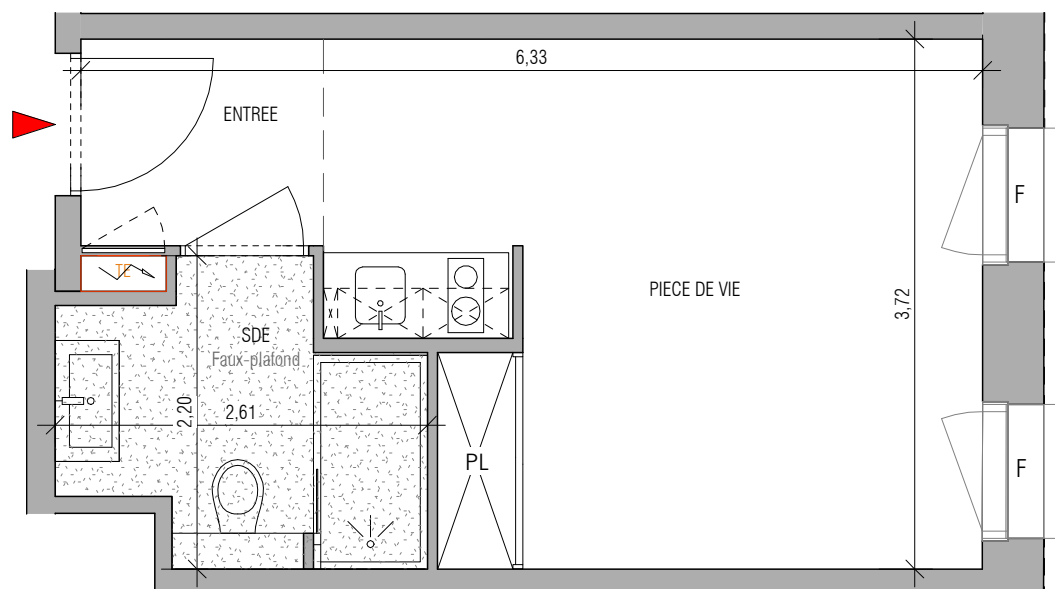 6,33
ENTREE
F
TE
PIECE DE VIE
3,72
SDE
Faux-plafond
2,20
2,61
PL
F